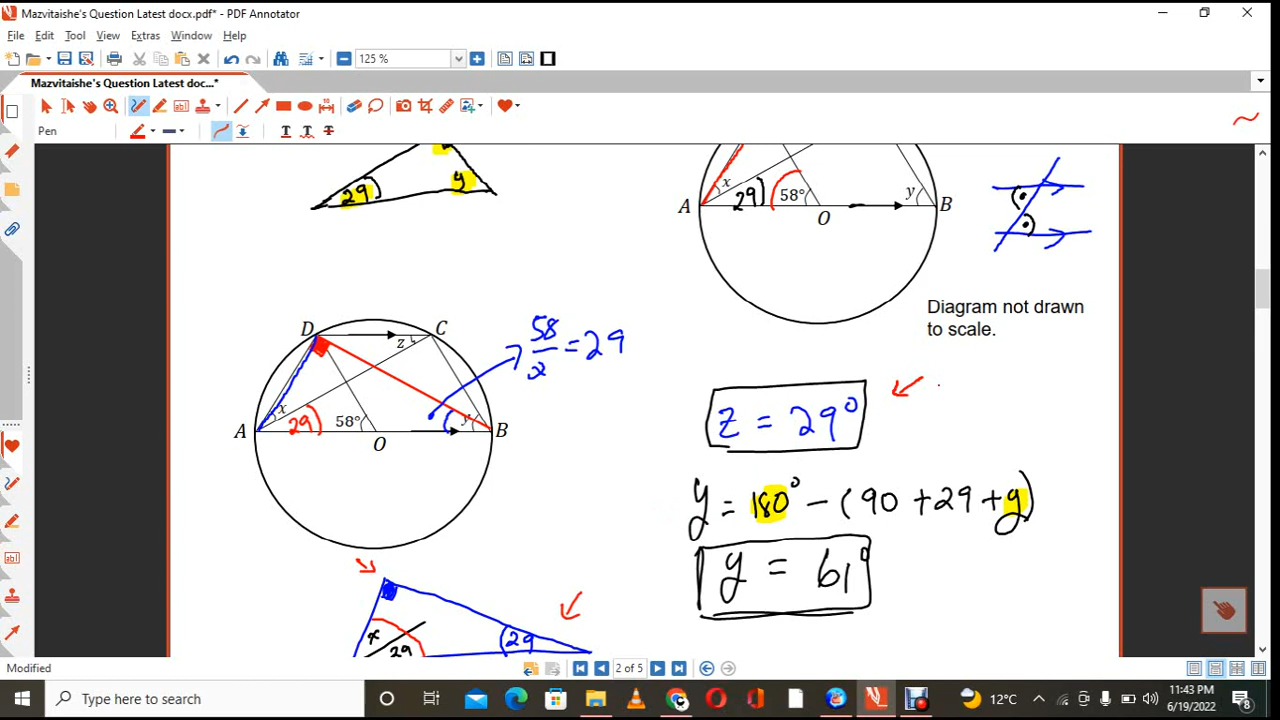 Mazvitaishe's Question Latest docx.pdf* - PDF Annotator
File Edit Tool View Extras Window Help
125 %
Mazvitaishe's Question Latest doc...*
Pen
29 y
x
29
58°
y
A
O
B
Diagram not drawn
to scale.
D
C
z
58/2 = 29
x
29
58°
y
A
O
B
z = 29°
y = 180° - (90 + 29 + y)
y = 61°
x
29
29
Modified
2 of 5
Type here to search
12°C
11:43 PM
6/19/2022
8